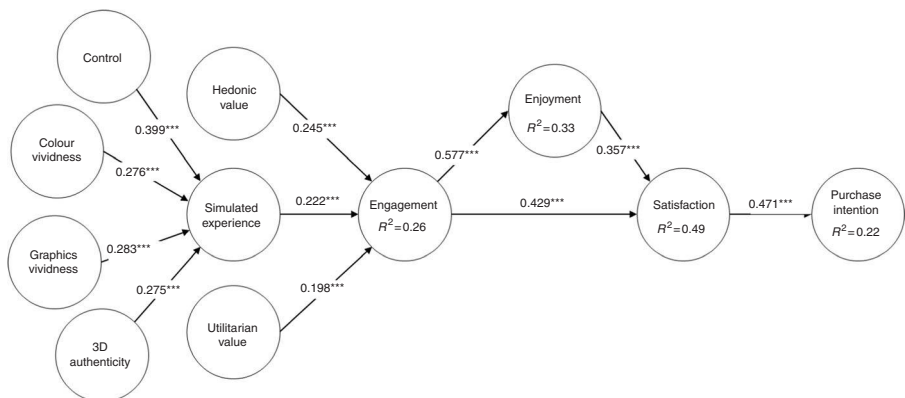 Control
0.399***
Colour
vividness
0.276***
Graphics
vividness
0.283***
3D
authenticity
0.275***
Simulated
experience
0.222***
Hedonic
value
0.245***
Utilitarian
value
0.198***
Engagement
R²=0.26
0.577***
Enjoyment
R²=0.33
0.357***
0.429***
Satisfaction
R²=0.49
0.471***
Purchase
intention
R²=0.22